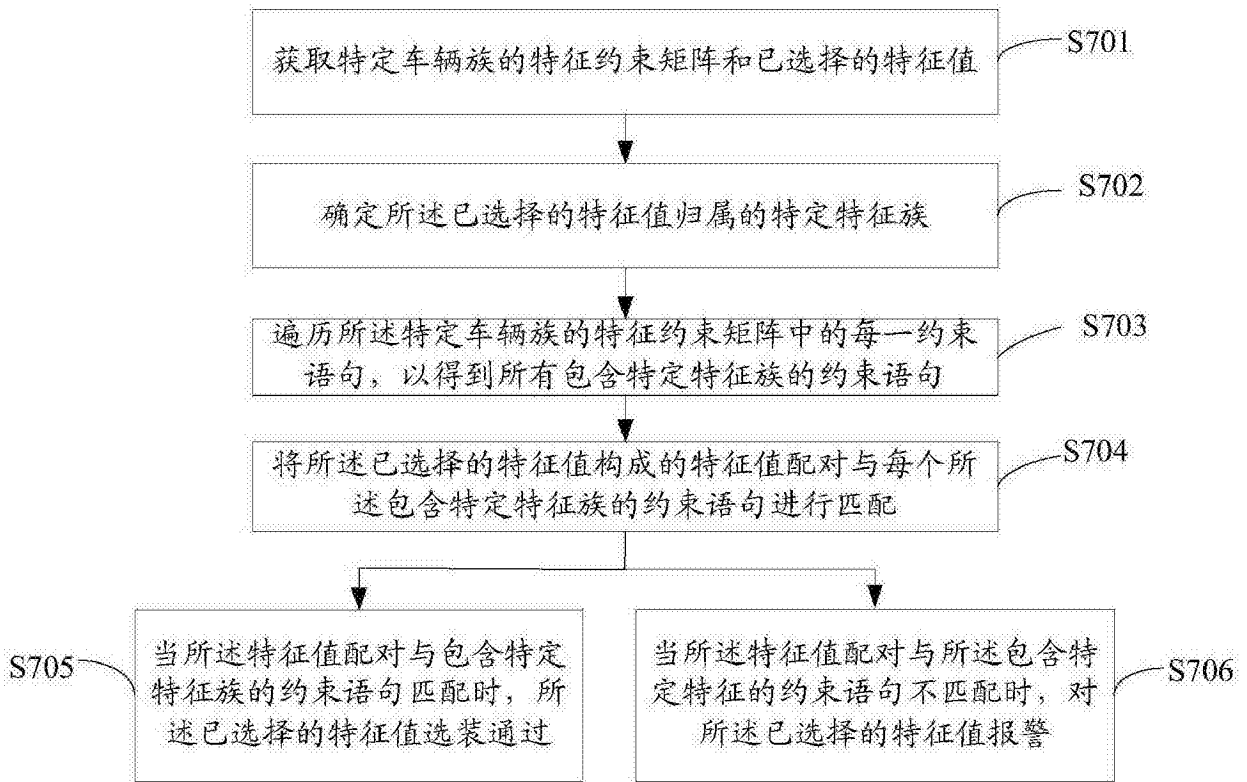 获取特定车辆族的特征约束矩阵和已选择的特征值
S701
确定所述已选择的特征值归属的特定特征族
S702
遍历所述特定车辆族的特征约束矩阵中的每一约束
语句，以得到所有包含特定特征族的约束语句
S703
将所述已选择的特征值构成的特征值配对与每个所
述包含特定特征族的约束语句进行匹配
S704
S705
当所述特征值配对与包含特定
特征族的约束语句匹配时，所
述已选择的特征值选装通过
当所述特征值配对与所述包含特
定特征的约束语句不匹配时，对
所述已选择的特征值报警
S706